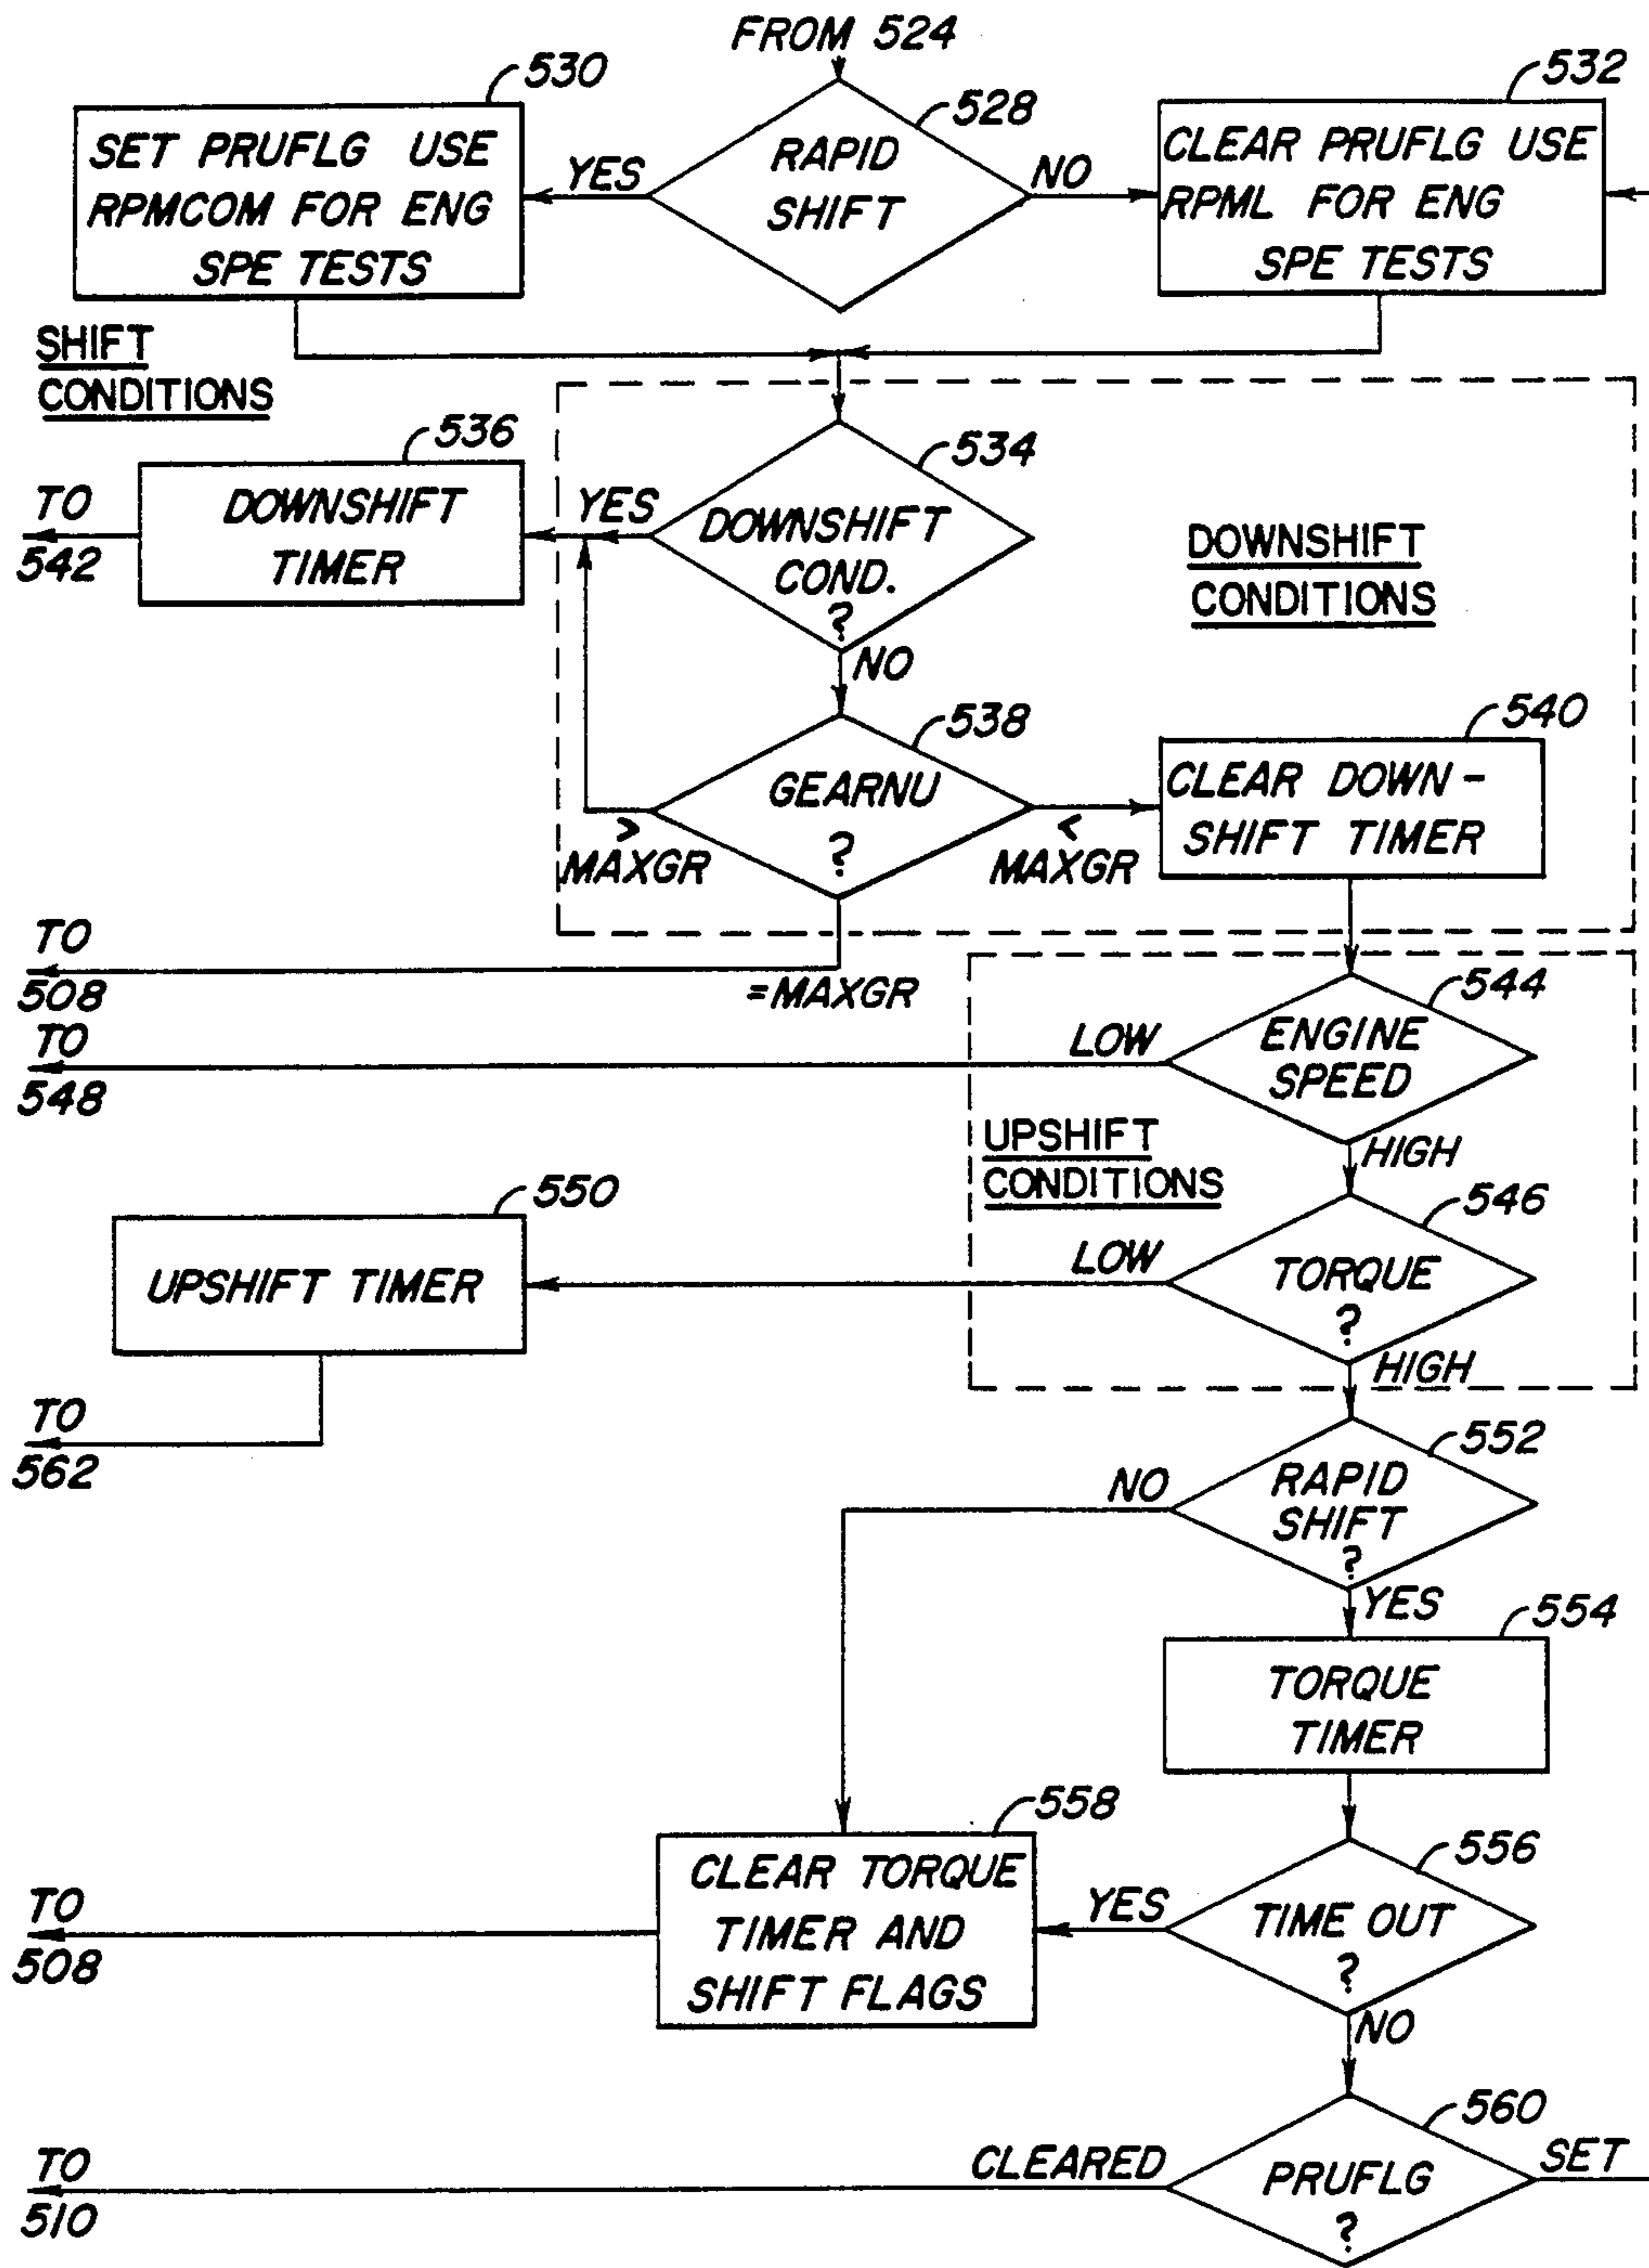 FROM 524
530
528
532
SET PRUFLG USE
RPMCOM FOR ENG
SPE TESTS
YES
RAPID
SHIFT
NO
CLEAR PRUFLG USE
RPML FOR ENG
SPE TESTS
SHIFT
CONDITIONS
536
534
TO
542
DOWNSHIFT
TIMER
YES
DOWNSHIFT
COND.
?
DOWNSHIFT
CONDITIONS
NO
538
540
GEARNU
?
>
MAXGR
<
MAXGR
CLEAR DOWN-
SHIFT TIMER
TO
508
=MAXGR
544
TO
548
LOW
ENGINE
SPEED
UPSHIFT
CONDITIONS
HIGH
550
546
UPSHIFT TIMER
LOW
TORQUE
?
HIGH
TO
562
552
NO
RAPID
SHIFT
?
YES
554
TORQUE
TIMER
558
556
TO
508
CLEAR TORQUE
TIMER AND
SHIFT FLAGS
YES
TIME OUT
?
NO
560
TO
510
CLEARED
PRUFLG
?
SET